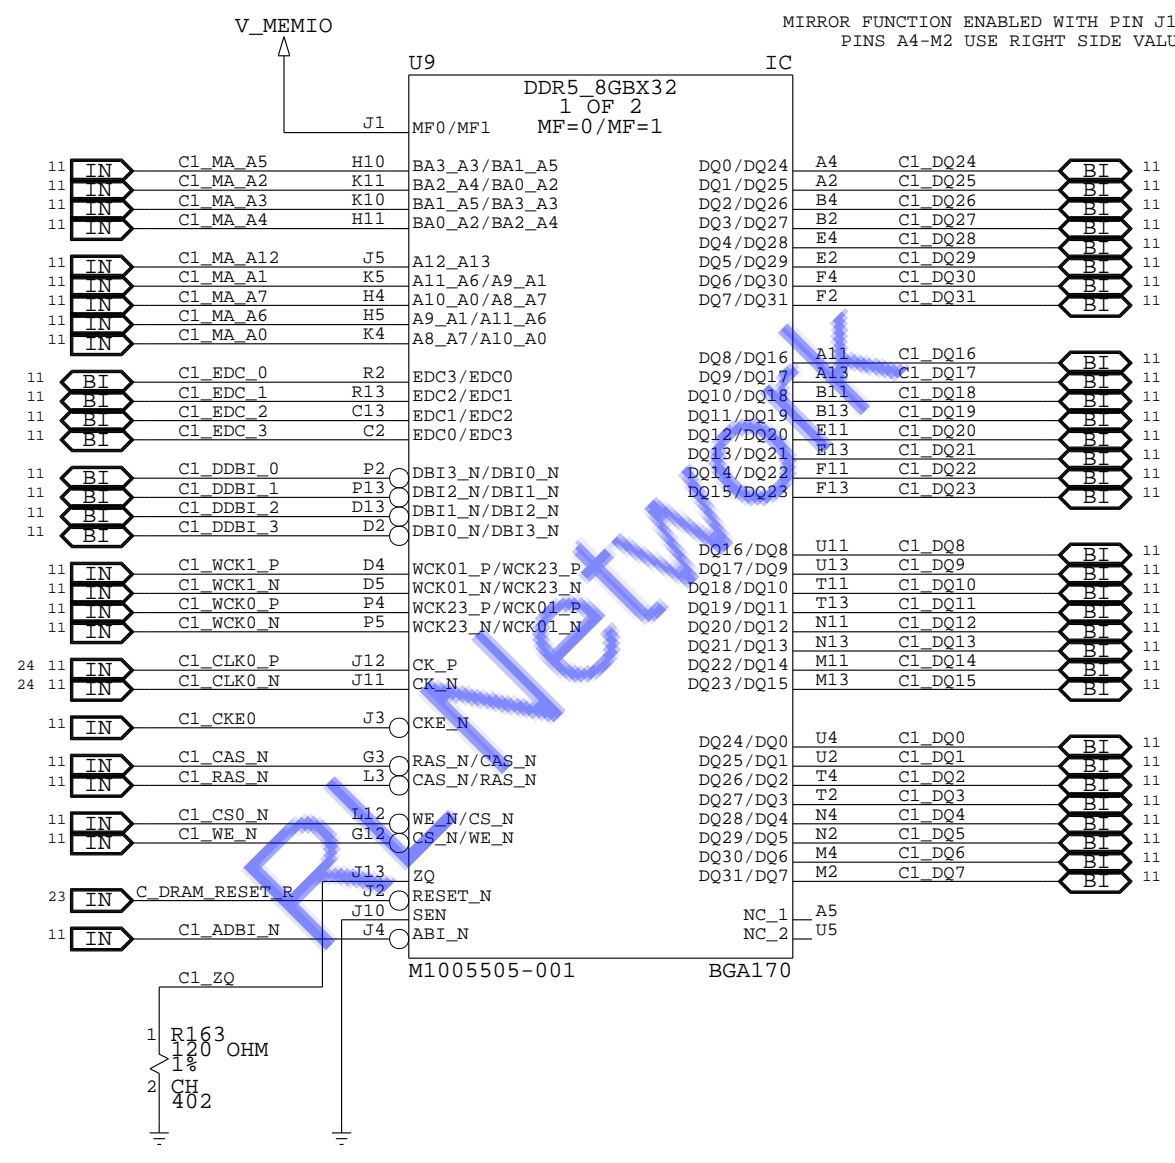 V_MEMIO
MIRROR FUNCTION ENABLED WITH PIN J1
PINS A4-M2 USE RIGHT SIDE VALU
U9 IC
DDR5_8GBX32
1 OF 2
MF=0/MF=1
J1 MF0/MF1
11 IN C1_MA_A5 H10 BA3_A3/BA1_A5 DQ0/DQ24 A4 C1_DQ24 BI 11
11 IN C1_MA_A2 K11 BA2_A4/BA0_A2 DQ1/DQ25 A2 C1_DQ25 BI 11
11 IN C1_MA_A3 K10 BA1_A5/BA3_A3 DQ2/DQ26 B4 C1_DQ26 BI 11
11 IN C1_MA_A4 H11 BA0_A2/BA2_A4 DQ3/DQ27 B2 C1_DQ27 BI 11
DQ4/DQ28 E4 C1_DQ28 BI 11
11 IN C1_MA_A12 J5 A12_A13 DQ5/DQ29 E2 C1_DQ29 BI 11
11 IN C1_MA_A1 K5 A11_A6/A9_A1 DQ6/DQ30 F4 C1_DQ30 BI 11
11 IN C1_MA_A7 H4 A10_A0/A8_A7 DQ7/DQ31 F2 C1_DQ31 BI 11
11 IN C1_MA_A6 H5 A9_A1/A11_A6
11 IN C1_MA_A0 K4 A8_A7/A10_A0
DQ8/DQ16 A11 C1_DQ16 BI 11
11 BI C1_EDC_0 R2 EDC3/EDC0 DQ9/DQ17 A13 C1_DQ17 BI 11
11 BI C1_EDC_1 R13 EDC2/EDC1 DQ10/DQ18 B11 C1_DQ18 BI 11
11 BI C1_EDC_2 C13 EDC1/EDC2 DQ11/DQ19 B13 C1_DQ19 BI 11
11 BI C1_EDC_3 C2 EDC0/EDC3 DQ12/DQ20 E11 C1_DQ20 BI 11
DQ13/DQ21 E13 C1_DQ21 BI 11
11 BI C1_DDBI_0 P2 DBI3_N/DBI0_N DQ14/DQ22 F11 C1_DQ22 BI 11
11 BI C1_DDBI_1 P13 DBI2_N/DBI1_N DQ15/DQ23 F13 C1_DQ23 BI 11
11 BI C1_DDBI_2 D13 DBI1_N/DBI2_N
11 BI C1_DDBI_3 D2 DBI0_N/DBI3_N
DQ16/DQ8 U11 C1_DQ8 BI 11
11 IN C1_WCK1_P D4 WCK01_P/WCK23_P DQ17/DQ9 U13 C1_DQ9 BI 11
11 IN C1_WCK1_N D5 WCK01_N/WCK23_N DQ18/DQ10 T11 C1_DQ10 BI 11
11 IN C1_WCK0_P P4 WCK23_P/WCK01_P DQ19/DQ11 T13 C1_DQ11 BI 11
11 IN C1_WCK0_N P5 WCK23_N/WCK01_N DQ20/DQ12 N11 C1_DQ12 BI 11
DQ21/DQ13 N13 C1_DQ13 BI 11
24 11 IN C1_CLK0_P J12 CK_P DQ22/DQ14 M11 C1_DQ14 BI 11
24 11 IN C1_CLK0_N J11 CK_N DQ23/DQ15 M13 C1_DQ15 BI 11
11 IN C1_CKE0 J3 CKE_N
DQ24/DQ0 U4 C1_DQ0 BI 11
11 IN C1_CAS_N G3 RAS_N/CAS_N DQ25/DQ1 U2 C1_DQ1 BI 11
11 IN C1_RAS_N L3 CAS_N/RAS_N DQ26/DQ2 T4 C1_DQ2 BI 11
DQ27/DQ3 T2 C1_DQ3 BI 11
11 IN C1_CS0_N L12 WE_N/CS_N DQ28/DQ4 N4 C1_DQ4 BI 11
11 IN C1_WE_N G12 CS_N/WE_N DQ29/DQ5 N2 C1_DQ5 BI 11
DQ30/DQ6 M4 C1_DQ6 BI 11
J13 ZQ DQ31/DQ7 M2 C1_DQ7 BI 11
23 IN C_DRAM_RESET_R J2 RESET_N
J10 SEN NC_1 A5
11 IN C1_ADBI_N J4 ABI_N NC_2 U5
M1005505-001 BGA170
C1_ZQ
1 R163
120 OHM
1%
2 CH
402
RL Network